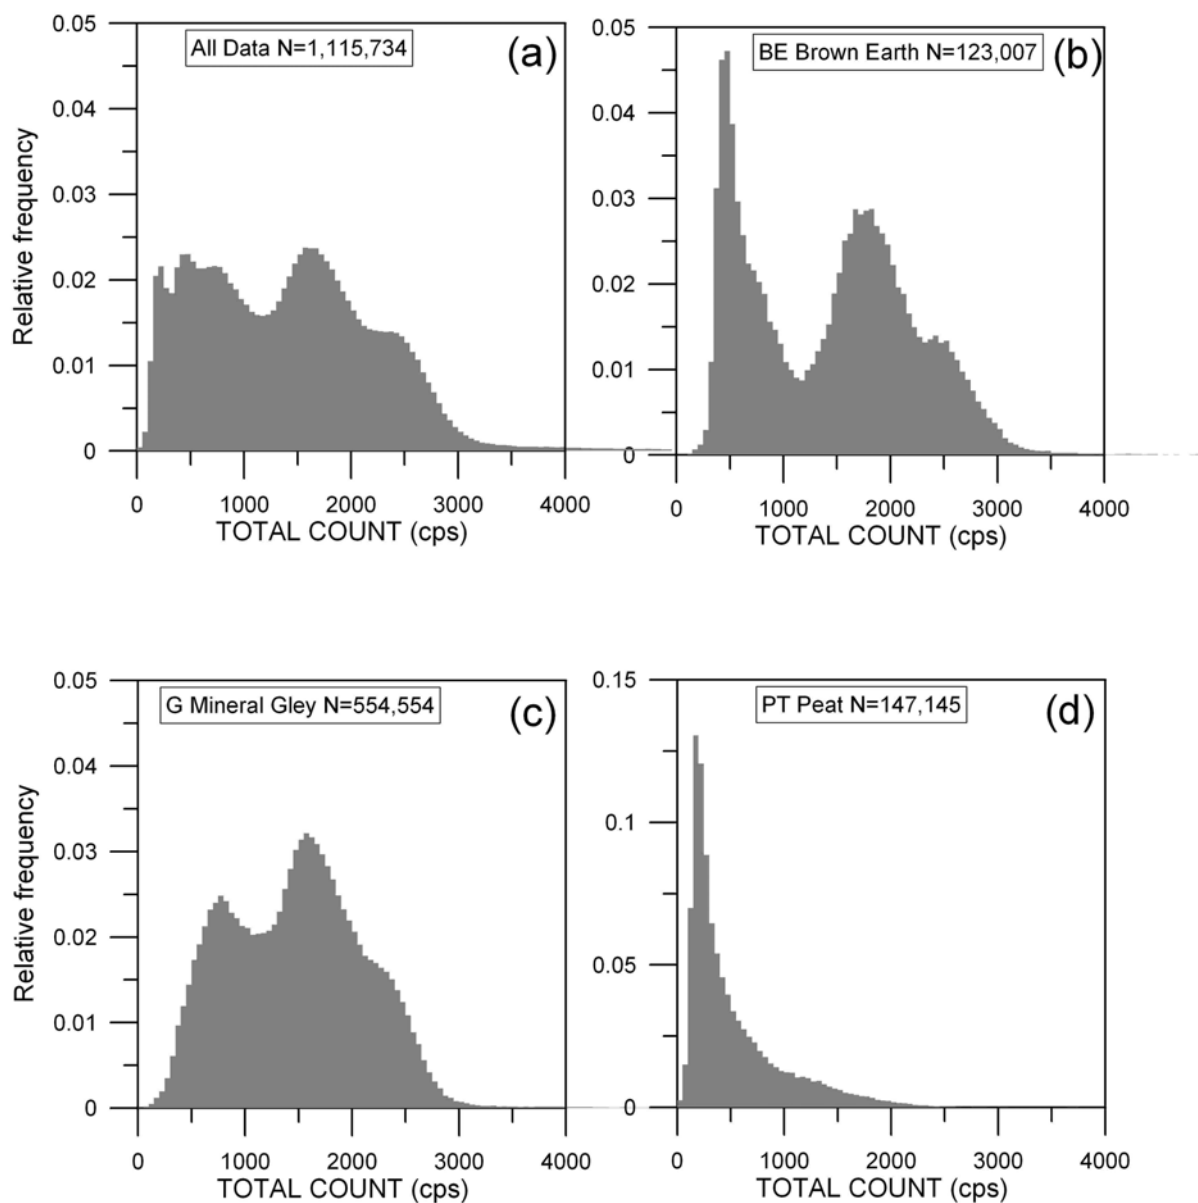 0.05
0.04
0.03
0.02
0.01
0
Relative frequency
All Data N=1,115,734
(a)
0 1000 2000 3000 4000
TOTAL COUNT (cps)
0.05
0.04
0.03
0.02
0.01
0
BE Brown Earth N=123,007
(b)
0 1000 2000 3000 4000
TOTAL COUNT (cps)
0.05
0.04
0.03
0.02
0.01
0
Relative frequency
G Mineral Gley N=554,554
(c)
0 1000 2000 3000 4000
TOTAL COUNT (cps)
0.15
0.1
0.05
0
PT Peat N=147,145
(d)
0 1000 2000 3000 4000
TOTAL COUNT (cps)